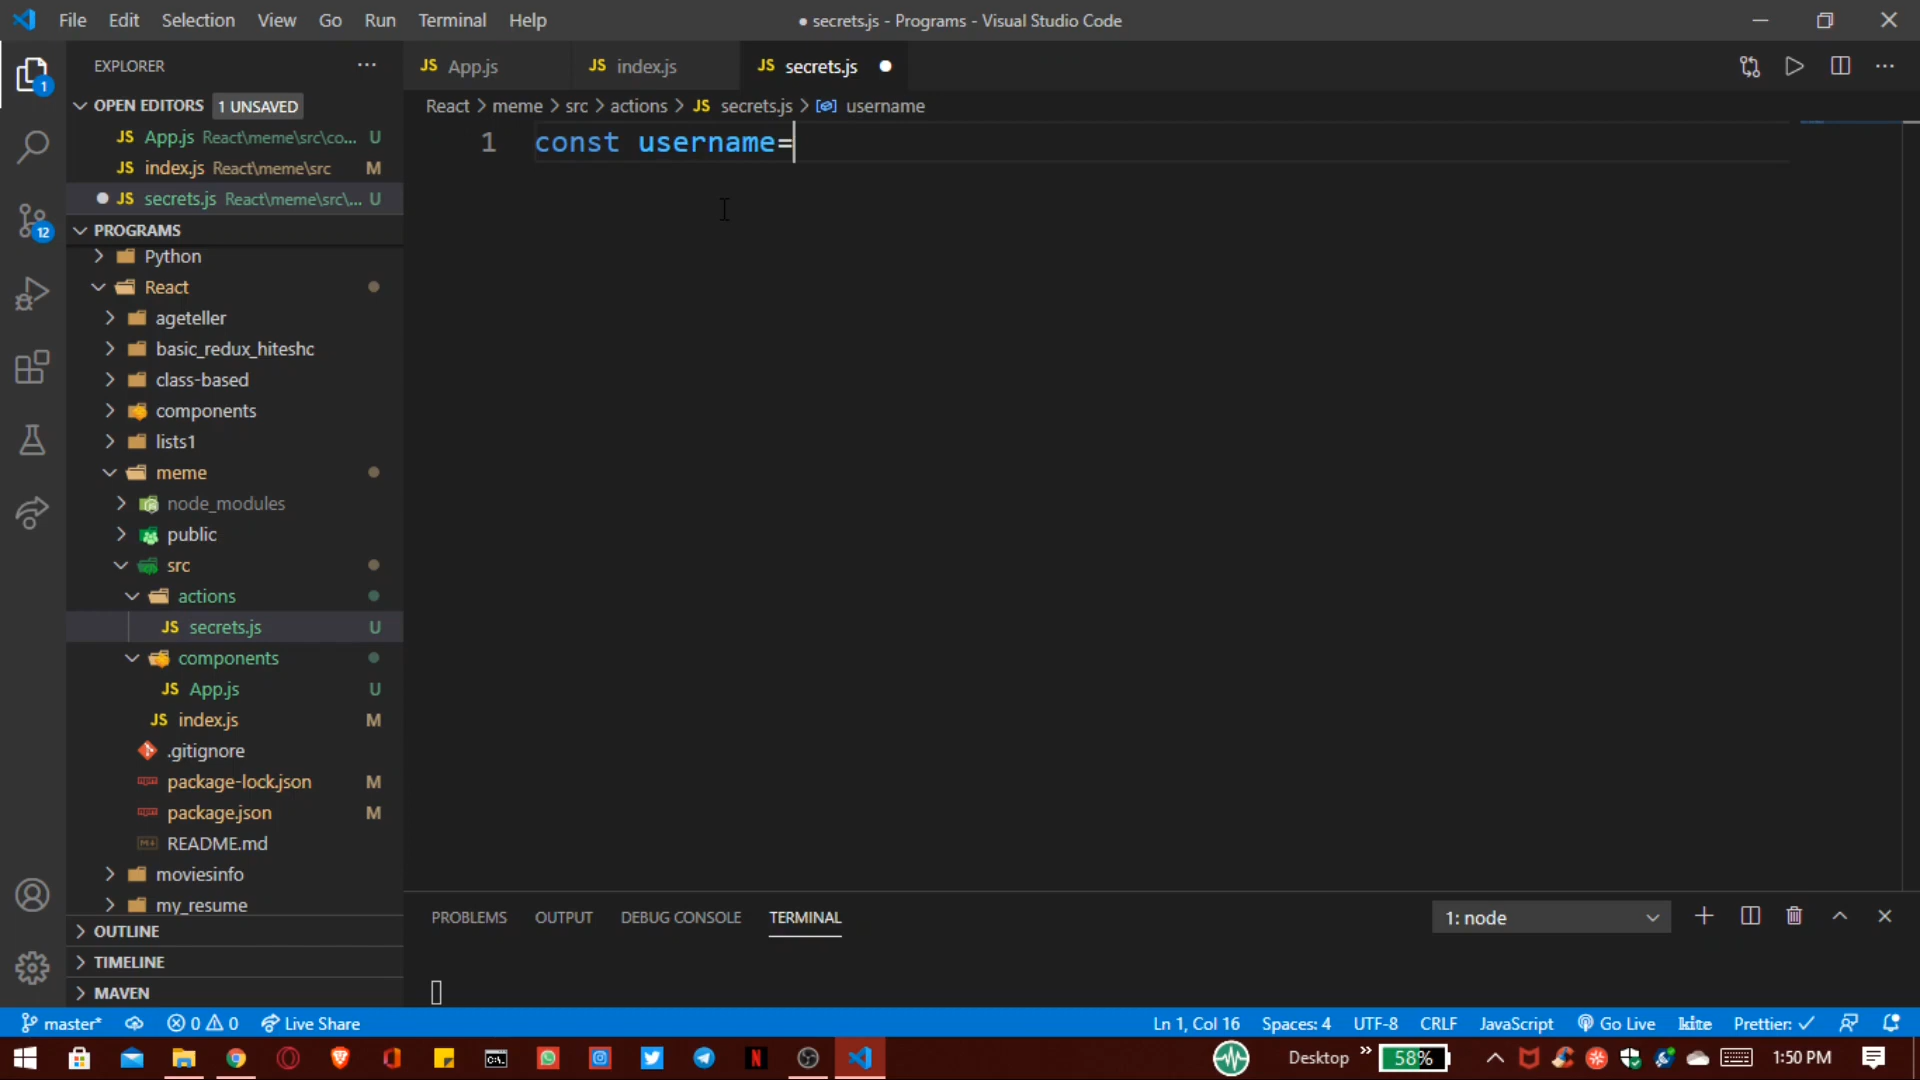 File Edit Selection View Go Run Terminal Help
● secrets.js - Programs - Visual Studio Code
EXPLORER
OPEN EDITORS 1 UNSAVED
JS App.js React\meme\src\co... U
JS index.js React\meme\src M
JS secrets.js React\meme\src\... U
PROGRAMS
Python
React
ageteller
basic_redux_hiteshc
class-based
components
lists1
meme
node_modules
public
src
actions
JS secrets.js U
components
JS App.js U
JS index.js M
.gitignore
package-lock.json M
package.json M
README.md
moviesinfo
my_resume
OUTLINE
TIMELINE
MAVEN
1
12
JS App.js JS index.js JS secrets.js
React > meme > src > actions > JS secrets.js > username
1 const username=
PROBLEMS OUTPUT DEBUG CONSOLE TERMINAL
1: node
master* 0 0 Live Share
Ln 1, Col 16 Spaces: 4 UTF-8 CRLF JavaScript Go Live kite Prettier: ✓
Desktop » 58% 1:50 PM